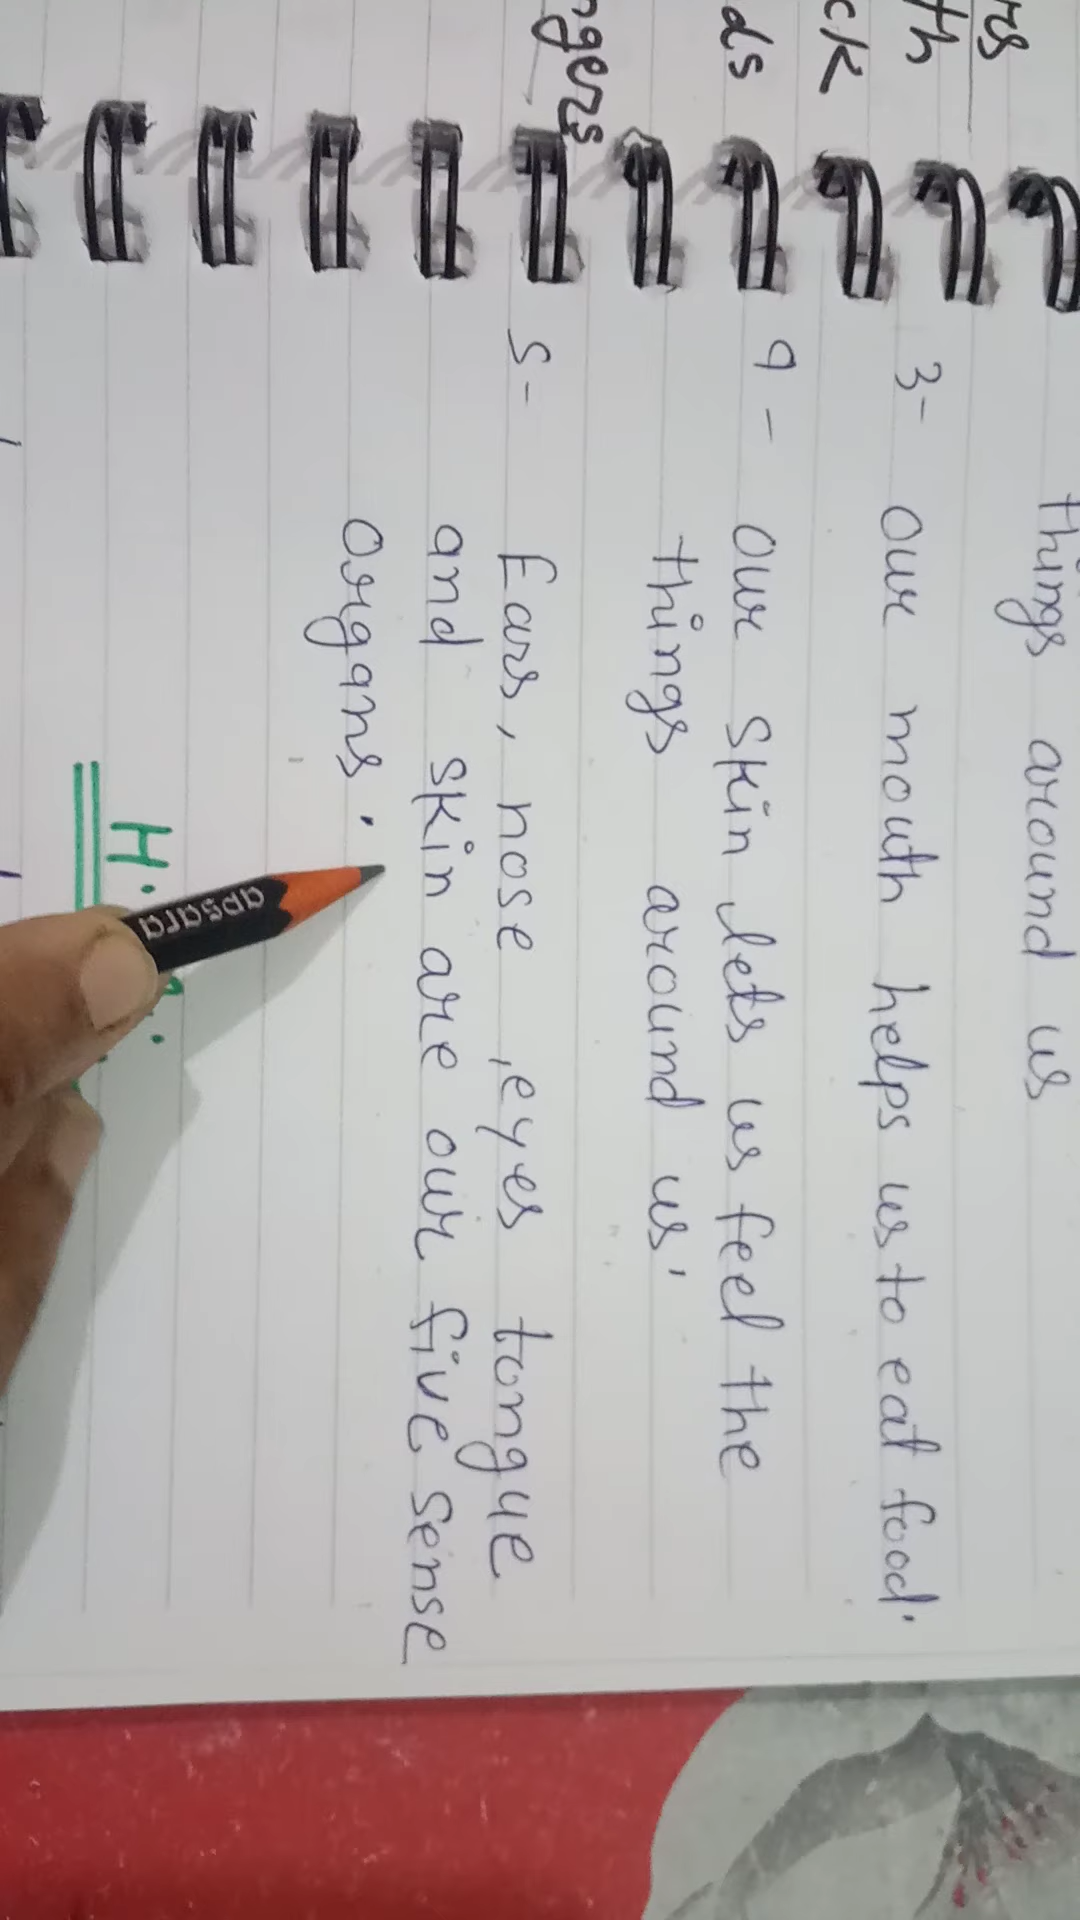 things around us
3- our mouth helps us to eat food.
4- our skin lets us feel the
things around us.
5- Ears, nose ,eyes tongue
and skin are our five sense
organs.
H.
apsara